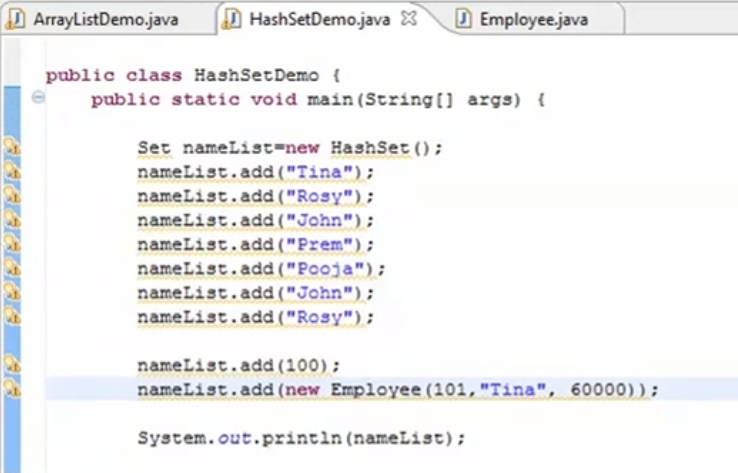 ArrayListDemo.java HashSetDemo.java Employee.java
public class HashSetDemo {
public static void main(String[] args) {
Set nameList=new HashSet();
nameList.add("Tina");
nameList.add("Rosy");
nameList.add("John");
nameList.add("Prem");
nameList.add("Pooja");
nameList.add("John");
nameList.add("Rosy");
nameList.add(100);
nameList.add(new Employee(101,"Tina", 60000));
System.out.println(nameList);